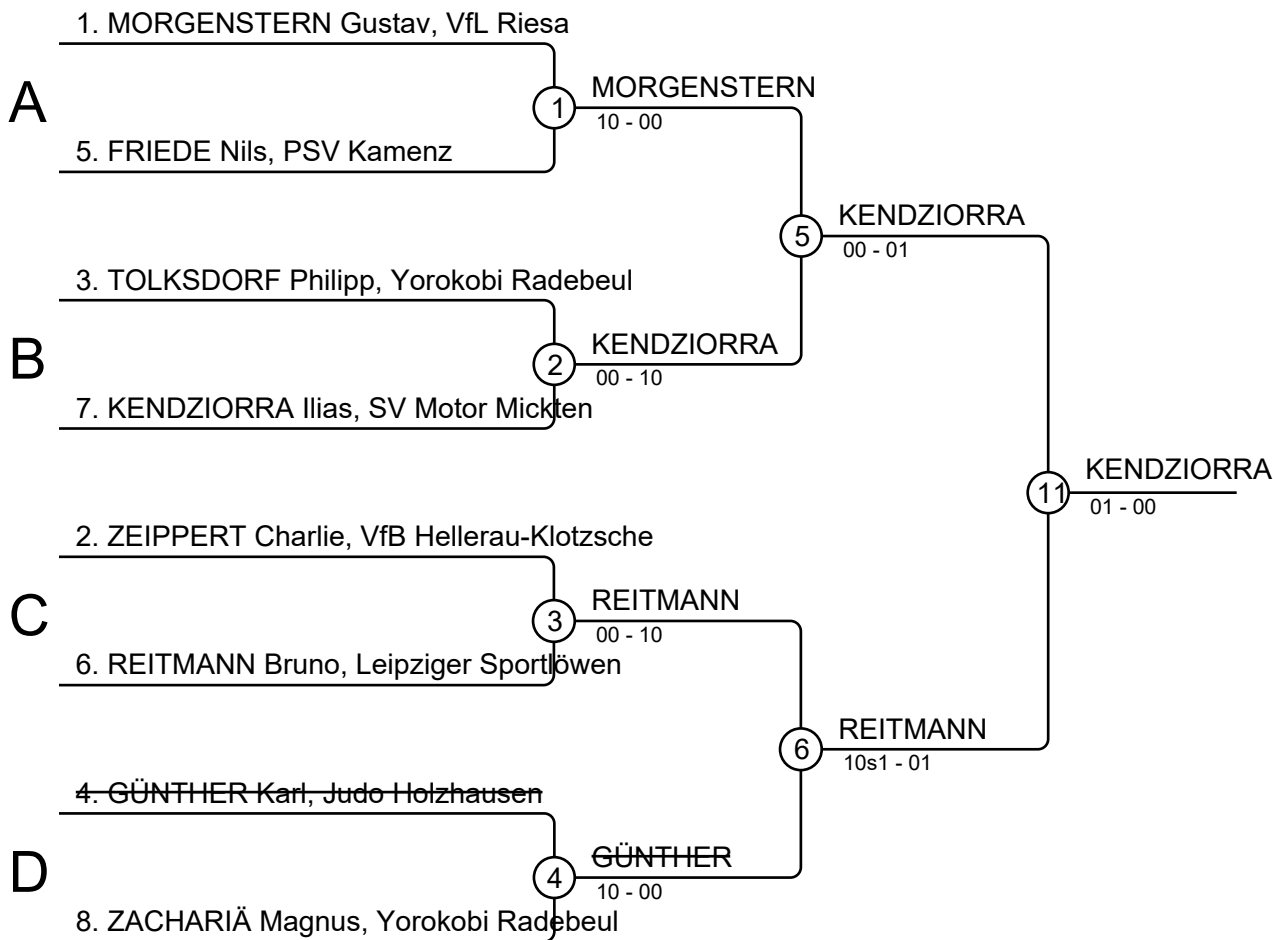 1. MORGENSTERN Gustav, VfL Riesa
A
1
MORGENSTERN
10 - 00
5. FRIEDE Nils, PSV Kamenz
5
KENDZIORRA
00 - 01
3. TOLKSDORF Philipp, Yorokobi Radebeul
B
2
KENDZIORRA
00 - 10
7. KENDZIORRA Ilias, SV Motor Mickten
11
KENDZIORRA
01 - 00
2. ZEIPPERT Charlie, VfB Hellerau-Klotzsche
C
3
REITMANN
00 - 10
6. REITMANN Bruno, Leipziger Sportlöwen
6
REITMANN
10s1 - 01
4. GÜNTHER Karl, Judo Holzhausen
D
4
GÜNTHER
10 - 00
8. ZACHARIÄ Magnus, Yorokobi Radebeul